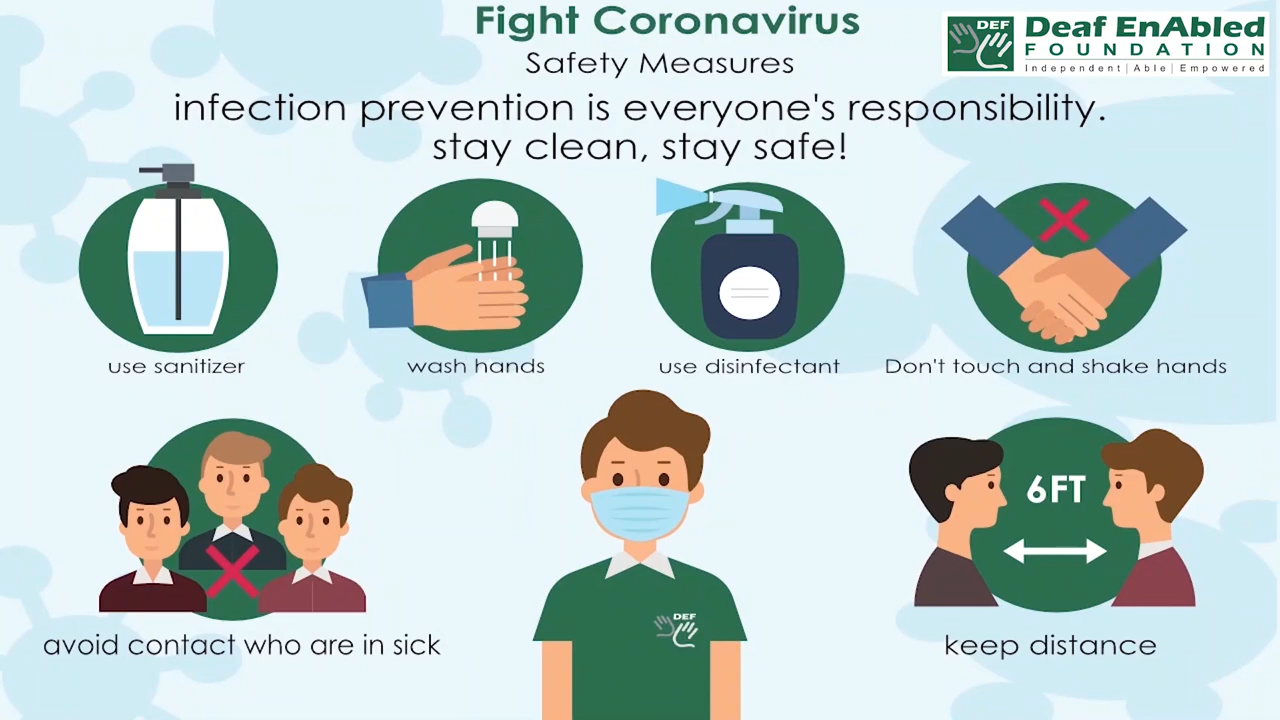 Fight Coronavirus
Safety Measures
infection prevention is everyone's responsibility.
stay clean, stay safe!
DEF
Deaf EnAbled
FOUNDATION
Independent | Able | Empowered
use sanitizer
wash hands
use disinfectant
Don't touch and shake hands
6FT
DEF
avoid contact who are in sick
keep distance